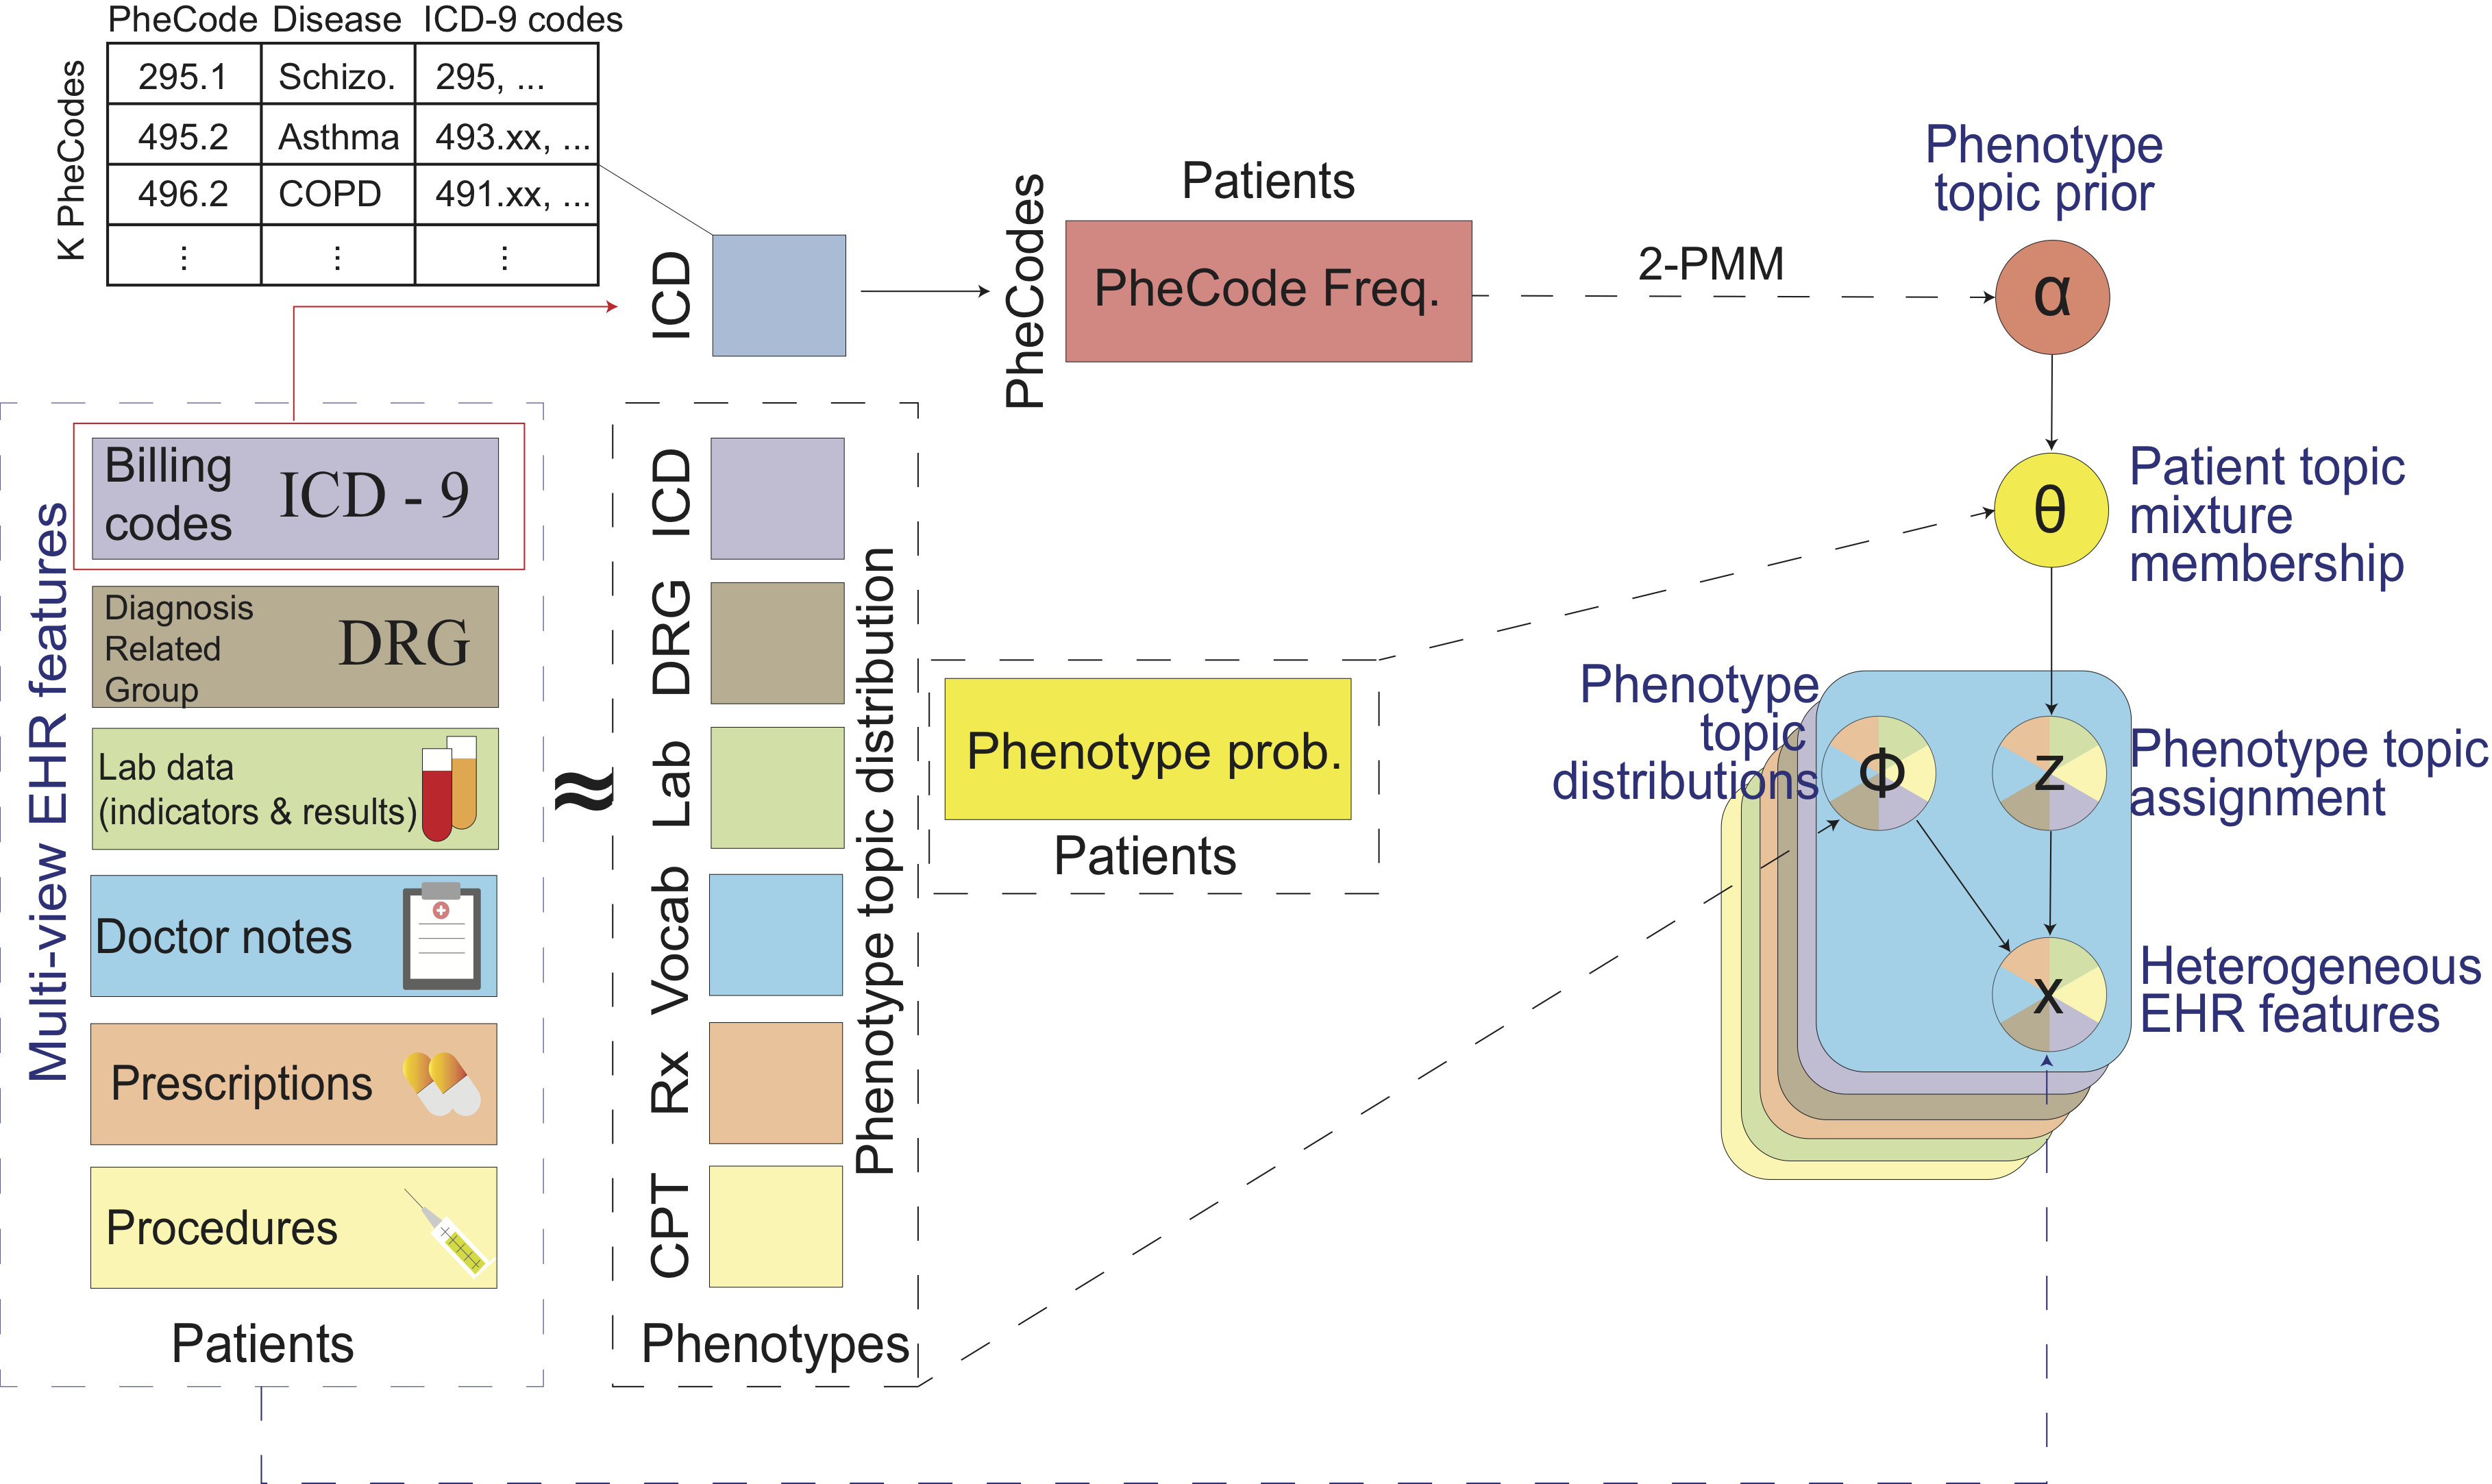 PheCode Disease ICD-9 codes
K PheCodes
295.1 Schizo. 295, ...
495.2 Asthma 493.xx, ...
496.2 COPD 491.xx, ...
⋮ ⋮ ⋮
ICD
PheCodes
Patients
PheCode Freq.
2-PMM
Phenotype
topic prior
α
Multi-view EHR features
Billing
codes
ICD - 9
Diagnosis
Related
Group
DRG
Lab data
(indicators & results)
Doctor notes
Prescriptions
Procedures
Patients
≈
ICD
DRG
Lab
Vocab
Rx
CPT
Phenotypes
Phenotype topic distribution
Phenotype prob.
Patients
θ
Patient topic
mixture
membership
Phenotype
topic
distributions
Φ
z
Phenotype topic
assignment
x
Heterogeneous
EHR features